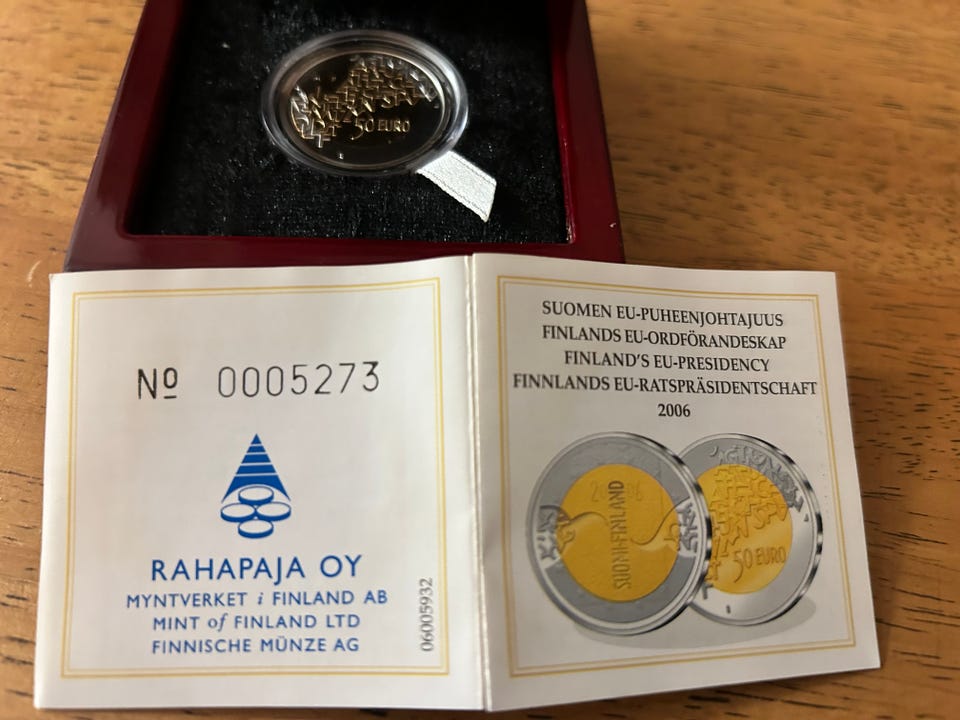 50 EURO
Nº 0005273
RAHAPAJA OY
MYNTVERKET i FINLAND AB
MINT of FINLAND LTD
FINNISCHE MÜNZE AG
06005932
SUOMEN EU-PUHEENJOHTAJUUS
FINLANDS EU-ORDFÖRANDESKAP
FINLAND'S EU-PRESIDENCY
FINNLANDS EU-RATSPRÄSIDENTSCHAFT
2006
SUOMI-FINLAND
50 EURO